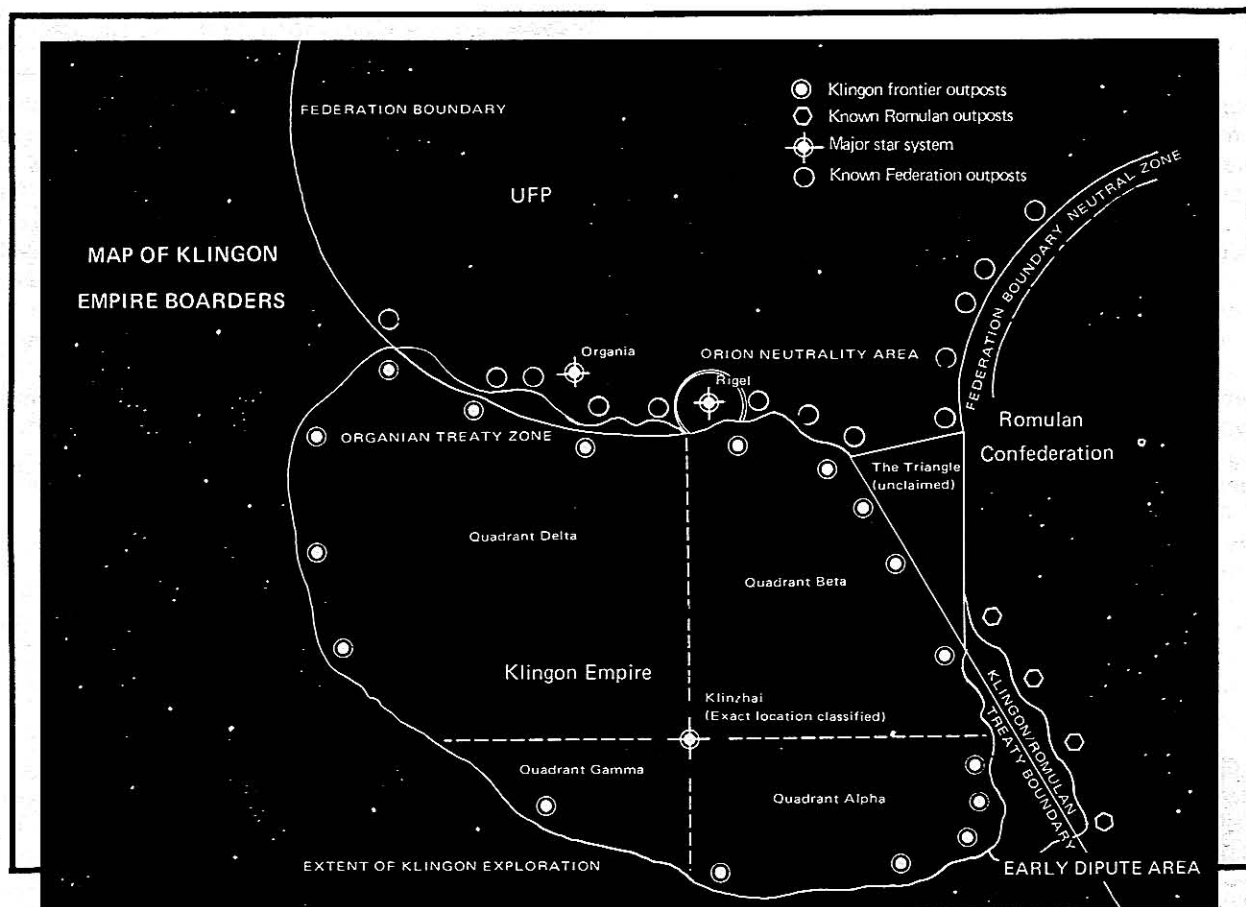 FEDERATION BOUNDARY
Klingon frontier outposts
Known Romulan outposts
Major star system
Known Federation outposts
UFP
MAP OF KLINGON
EMPIRE BOARDERS
FEDERATION BOUNDARY NEUTRAL ZONE
Organia
ORION NEUTRALITY AREA
Rigel
ORGANIAN TREATY ZONE
Romulan
Confederation
The Triangle
(unclaimed)
Quadrant Delta
Quadrant Beta
Klingon Empire
Klinzhai
(Exact location classified)
KLINGON/ROMULAN
TREATY BOUNDARY
Quadrant Gamma
Quadrant Alpha
EXTENT OF KLINGON EXPLORATION
EARLY DIPUTE AREA